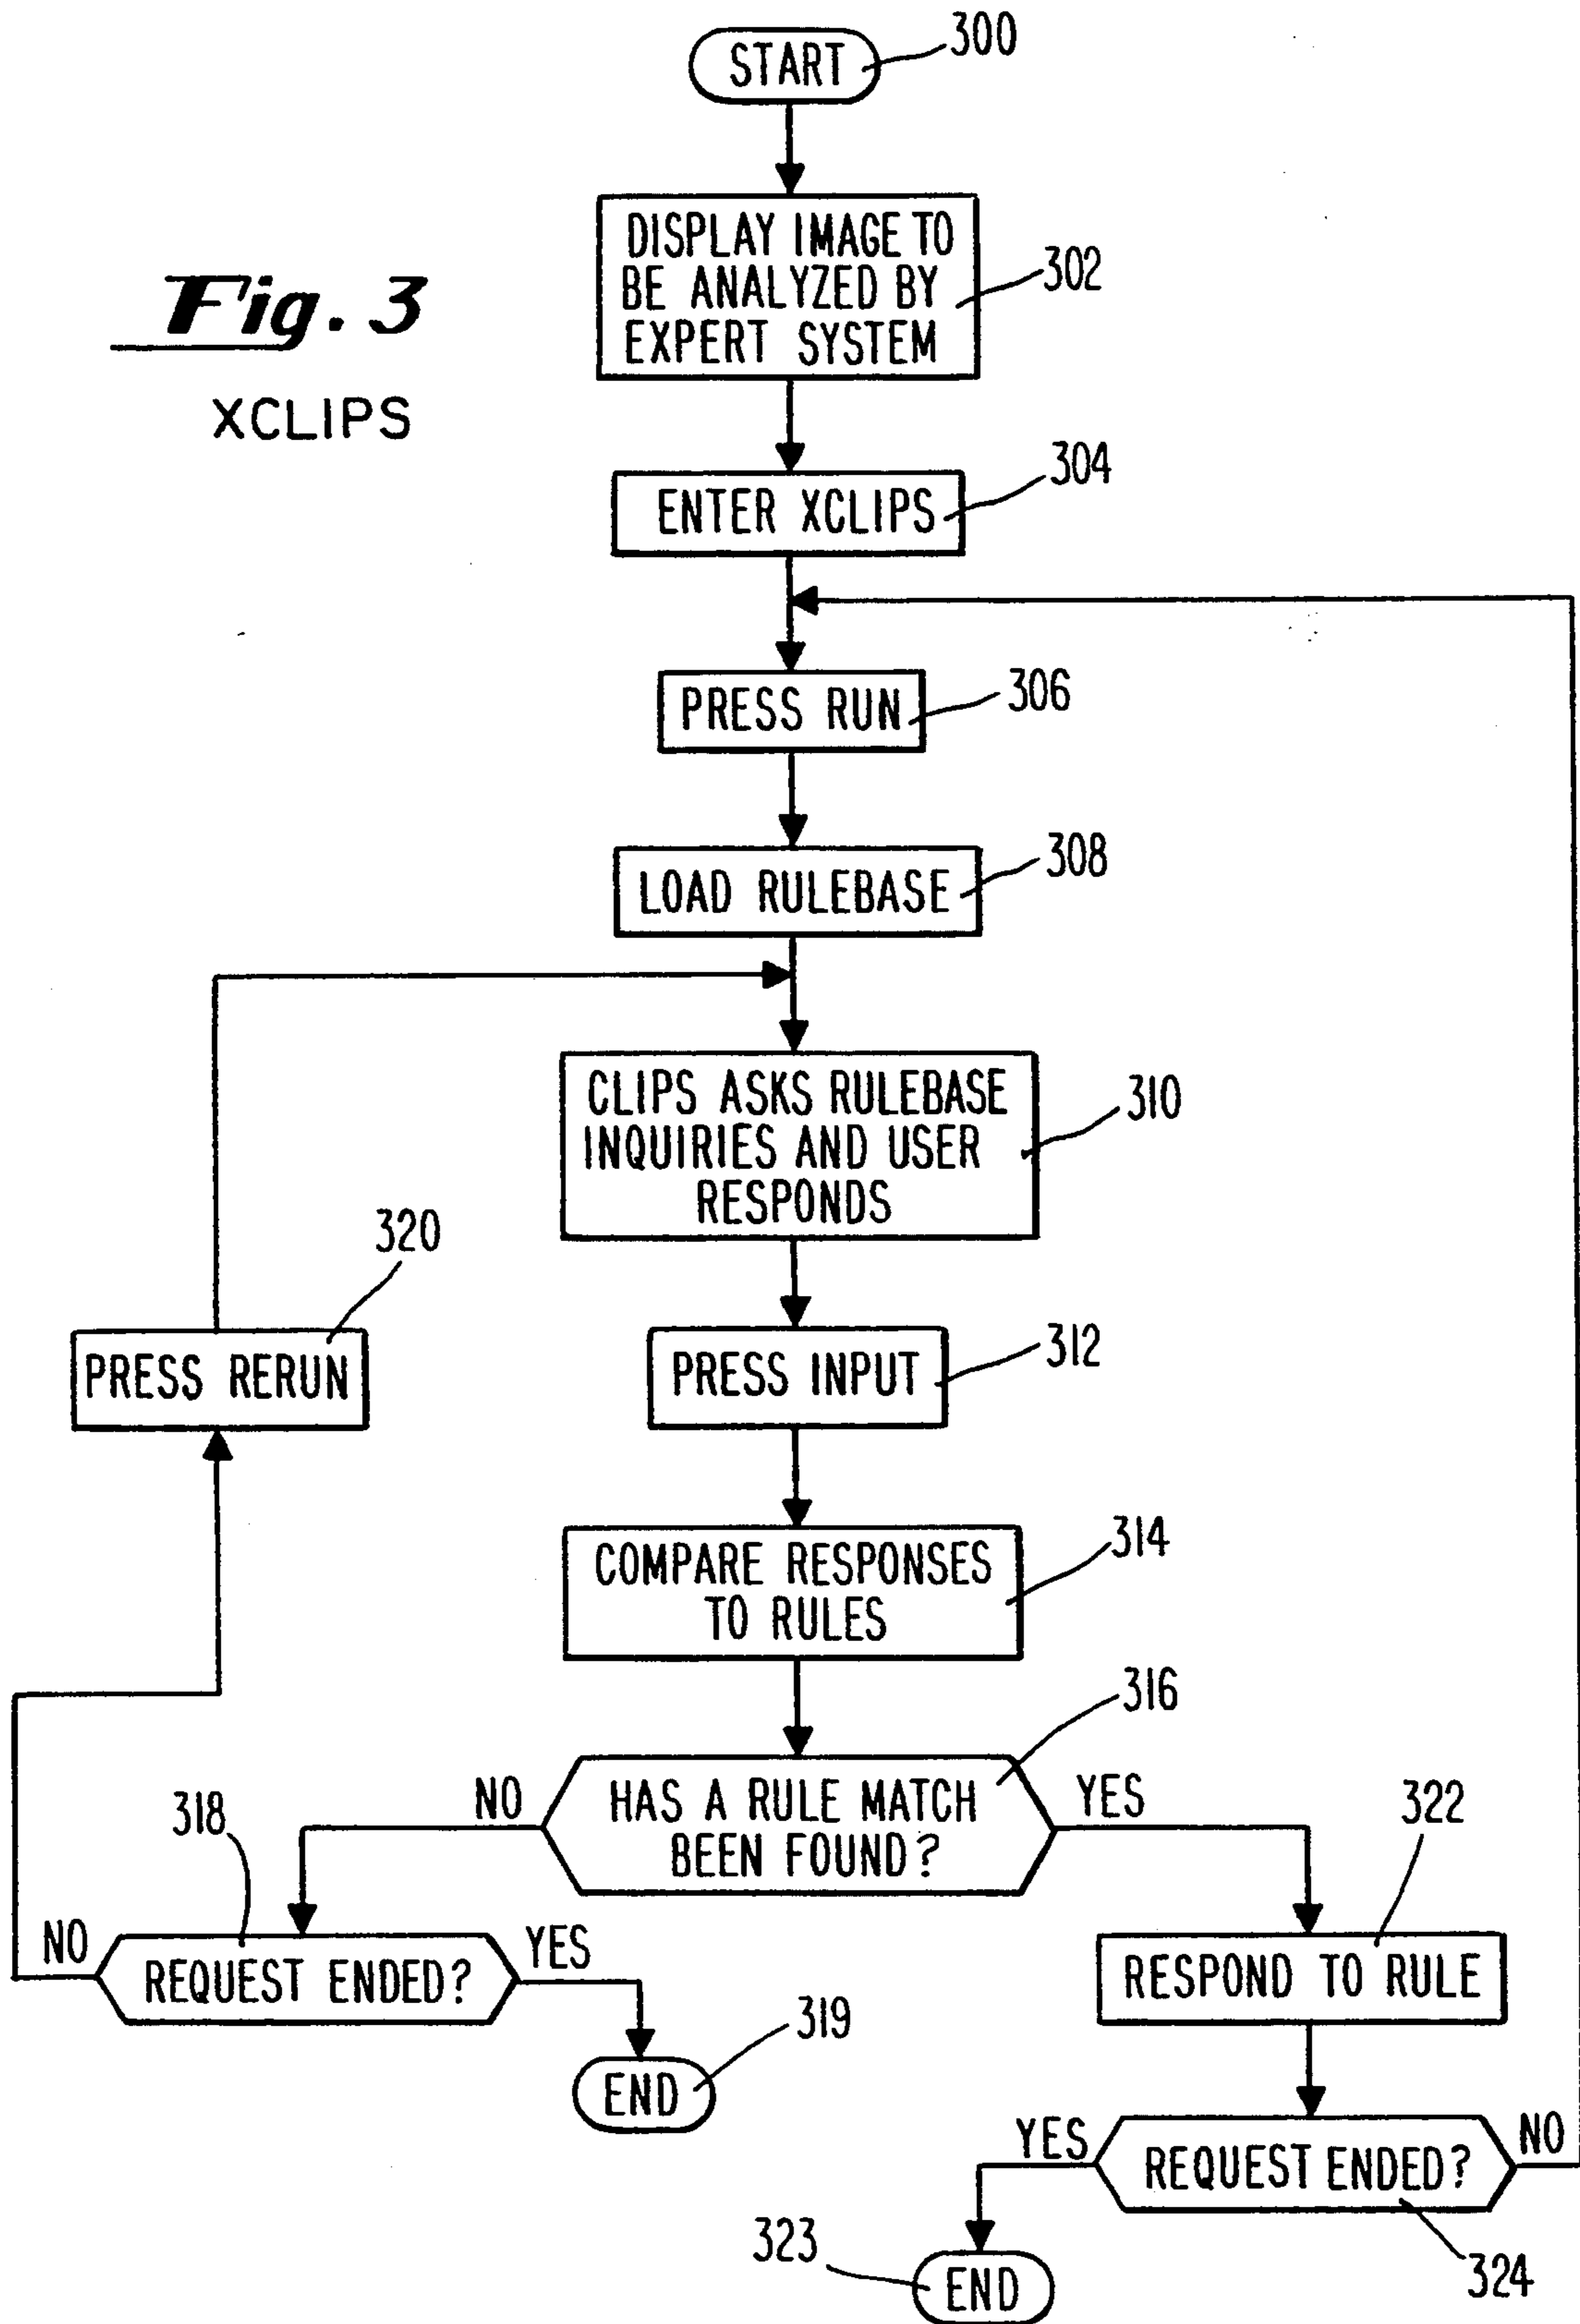 START
300
DISPLAY IMAGE TO
BE ANALYZED BY
EXPERT SYSTEM
302
Fig. 3
XCLIPS
ENTER XCLIPS
304
PRESS RUN
306
LOAD RULEBASE
308
CLIPS ASKS RULEBASE
INQUIRIES AND USER
RESPONDS
310
320
PRESS RERUN
PRESS INPUT
312
COMPARE RESPONSES
TO RULES
314
316
NO
HAS A RULE MATCH
BEEN FOUND?
YES
318
322
NO
REQUEST ENDED?
YES
RESPOND TO RULE
END
319
YES
REQUEST ENDED?
NO
323
END
324